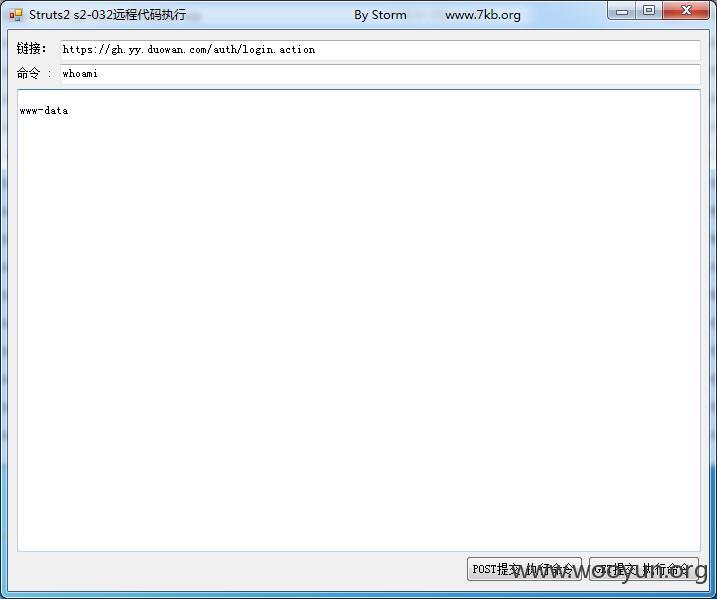 Struts2 s2-032远程代码执行 By Storm www.7kb.org
链接: https://gh.yy.duowan.com/auth/login.action
命令 : whoami
www-data
POST提交 执行命令 GET提交 执行命令
www.wooyun.org